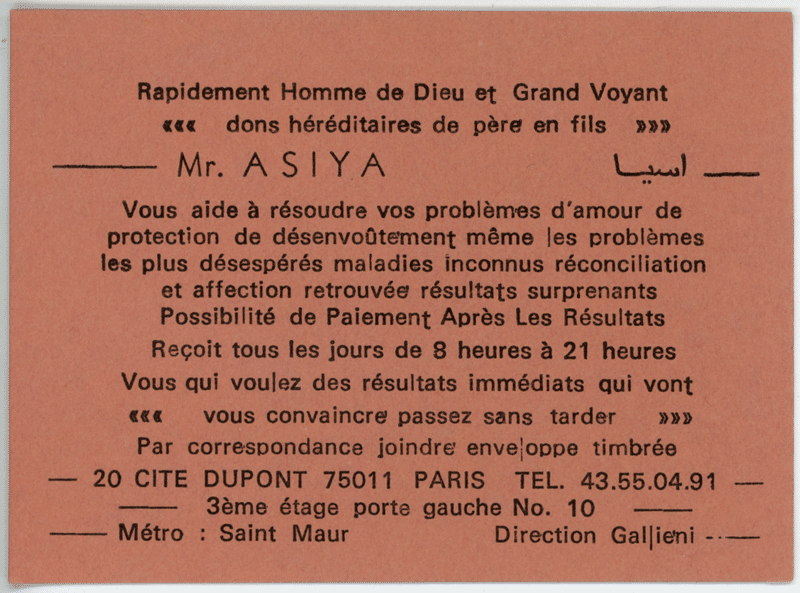 Rapidement Homme de Dieu et Grand Voyant
««« dons héréditaires de père en fils »»»
Mr. ASIYA اسيا
Vous aide à résoudre vos problèmes d'amour de
protection de désenvoûtement même les problèmes
les plus désespérés maladies inconnus réconciliation
et affection retrouvée résultats surprenants
Possibilité de Paiement Après Les Résultats
Reçoit tous les jours de 8 heures à 21 heures
Vous qui voulez des résultats immédiats qui vont
««« vous convaincre passez sans tarder »»»
Par correspondance joindre enveloppe timbrée
— 20 CITE DUPONT 75011 PARIS TEL. 43.55.04.91 —
— 3ème étage porte gauche No. 10 —
— Métro : Saint Maur Direction Gallieni —